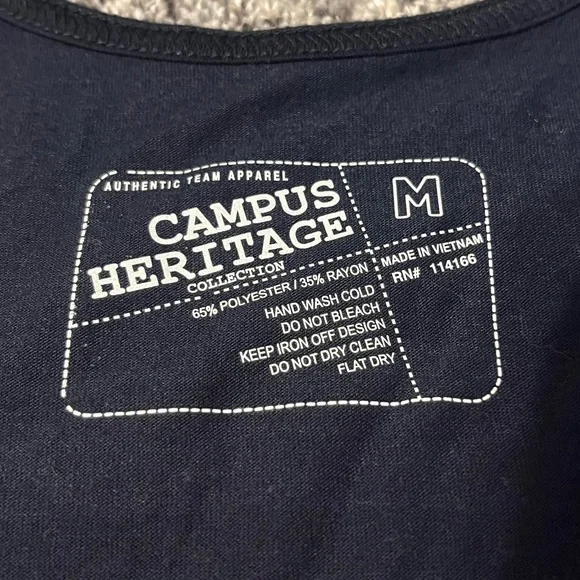 AUTHENTIC TEAM APPAREL
CAMPUS
HERITAGE
COLLECTION
M
65% POLYESTER / 35% RAYON
HAND WASH COLD
DO NOT BLEACH
KEEP IRON OFF DESIGN
DO NOT DRY CLEAN
FLAT DRY
MADE IN VIETNAM
RN# 114166